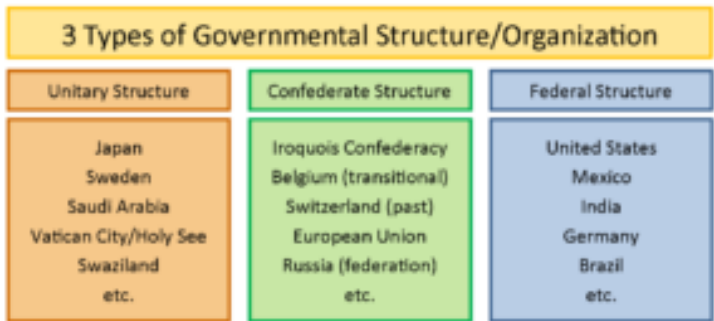 3 Types of Governmental Structure/Organization
Unitary Structure
Japan
Sweden
Saudi Arabia
Vatican City/Holy See
Swaziland
etc.
Confederate Structure
Iroquois Confederacy
Belgium (transitional)
Switzerland (past)
European Union
Russia (federation)
etc.
Federal Structure
United States
Mexico
India
Germany
Brazil
etc.